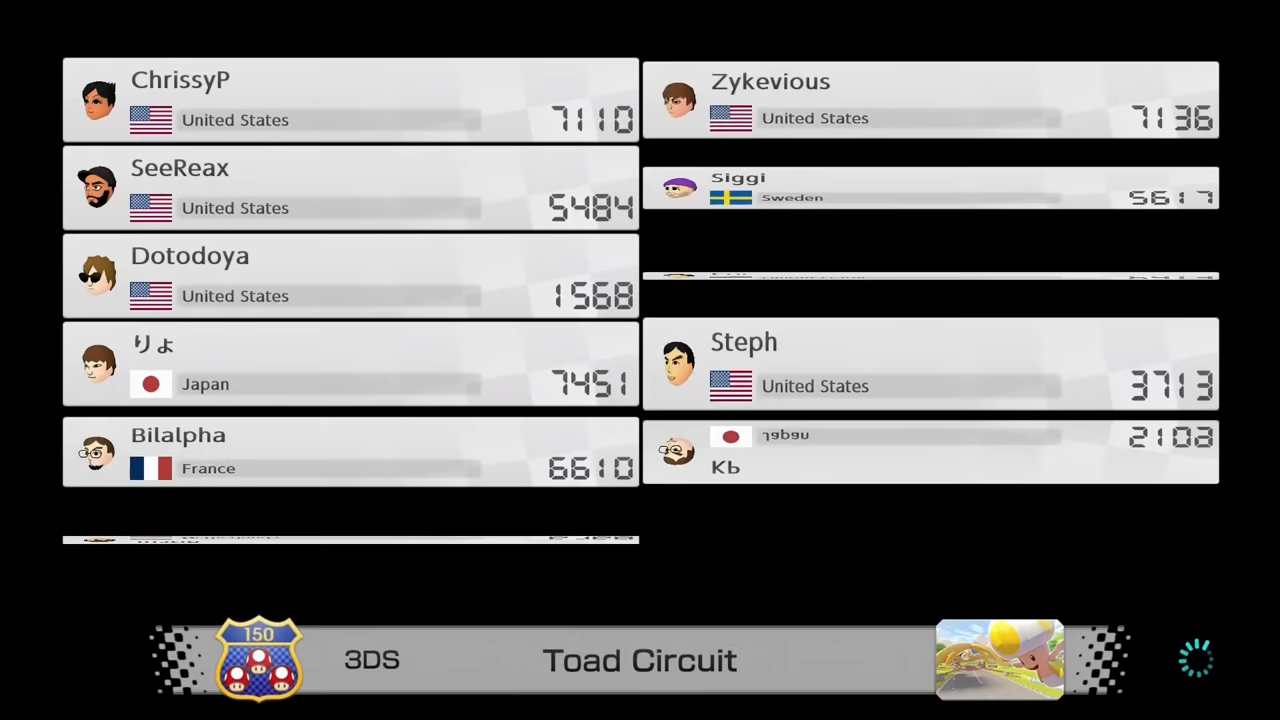 ChrissyP
United States
7110
SeeReax
United States
5484
Dotodoya
United States
1568
りょ
Japan
7451
Bilalpha
France
6610
Zykevious
United States
7136
Siggi
Sweden
5617
Steph
United States
3713
Japan
Kb
150
3DS
Toad Circuit